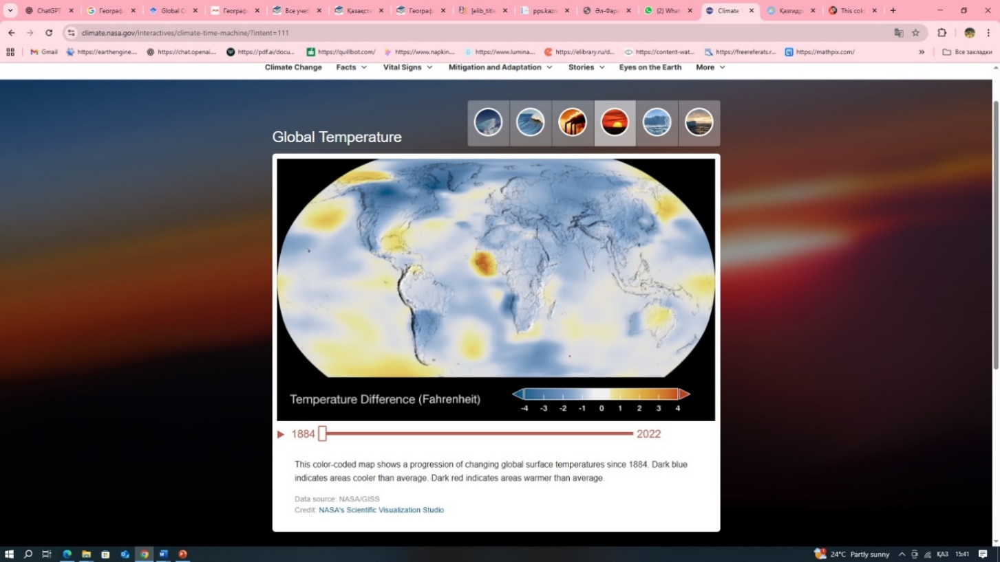 ChatGPT
Географ
Global C
Географ
Все учеб
Қазақста
Географ
[elib_title
pps.kazn
Әл-Фара
(2) What
Climate T
Қазгидр
This colo
climate.nasa.gov/interactives/climate-time-machine/?intent=111
Gmail
https://earthengine....
https://chat.openai....
https://pdf.ai/docu...
https://quillbot.com/
https://www.napkin....
https://www.lumina....
https://elibrary.ru/d...
https://content-wat...
https://freereferats.r...
https://mathpix.com/
»
Все закладки
Climate Change Facts Vital Signs Mitigation and Adaptation Stories Eyes on the Earth More
Global Temperature
Temperature Difference (Fahrenheit)
-4 -3 -2 -1 0 1 2 3 4
1884 2022
This color-coded map shows a progression of changing global surface temperatures since 1884. Dark blue
indicates areas cooler than average. Dark red indicates areas warmer than average.
Data source: NASA/GISS
Credit: NASA's Scientific Visualization Studio
24°C Partly sunny ҚАЗ 15:41